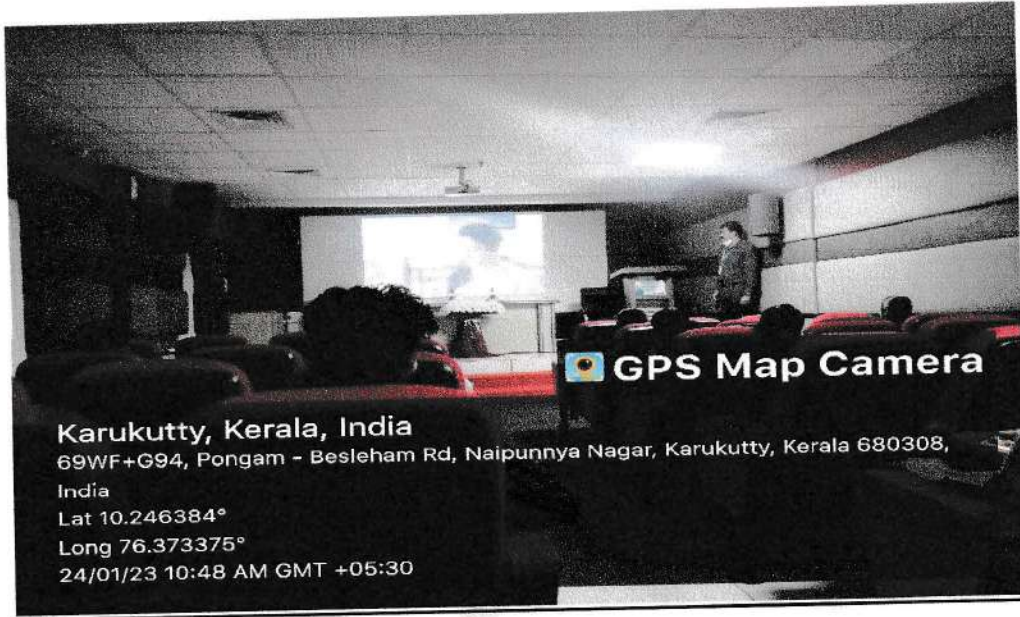 GPS Map Camera
Karukutty, Kerala, India
69WF+G94, Pongam - Besleham Rd, Naipunnya Nagar, Karukutty, Kerala 680308,
India
Lat 10.246384°
Long 76.373375°
24/01/23 10:48 AM GMT +05:30